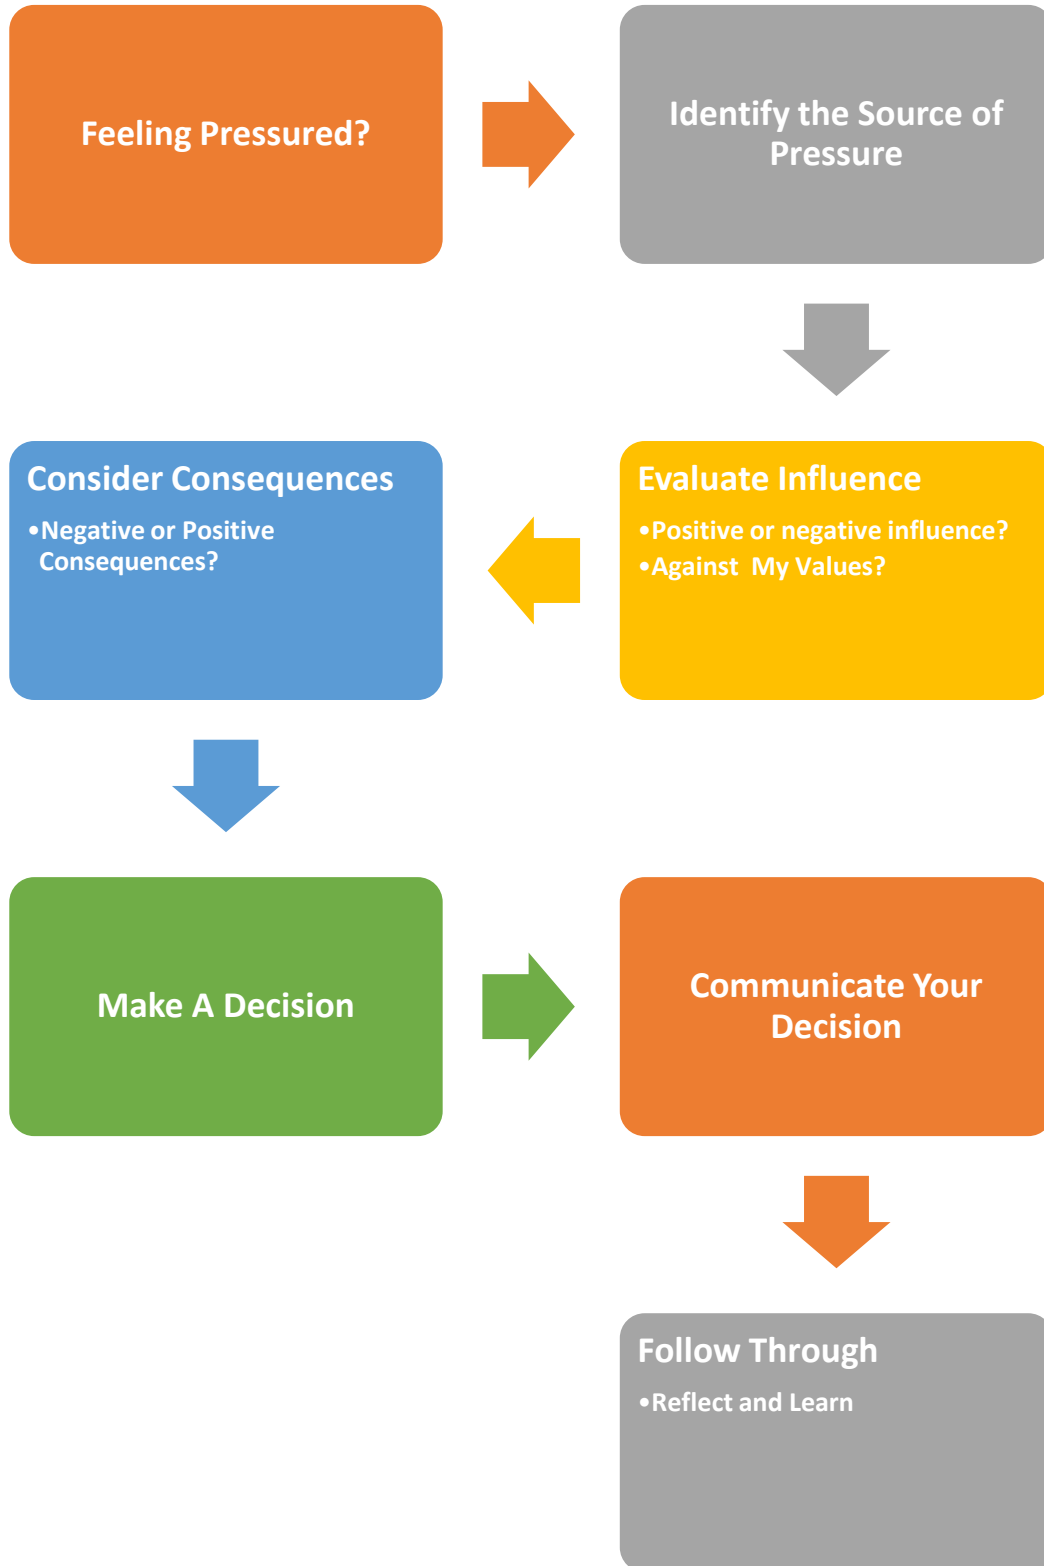 Feeling Pressured?
Identify the Source of
Pressure
Evaluate Influence
•Positive or negative influence?
•Against  My Values?
Consider Consequences
•Negative or Positive
Consequences?
Make A Decision
Communicate Your
Decision
Follow Through
•Reflect and Learn